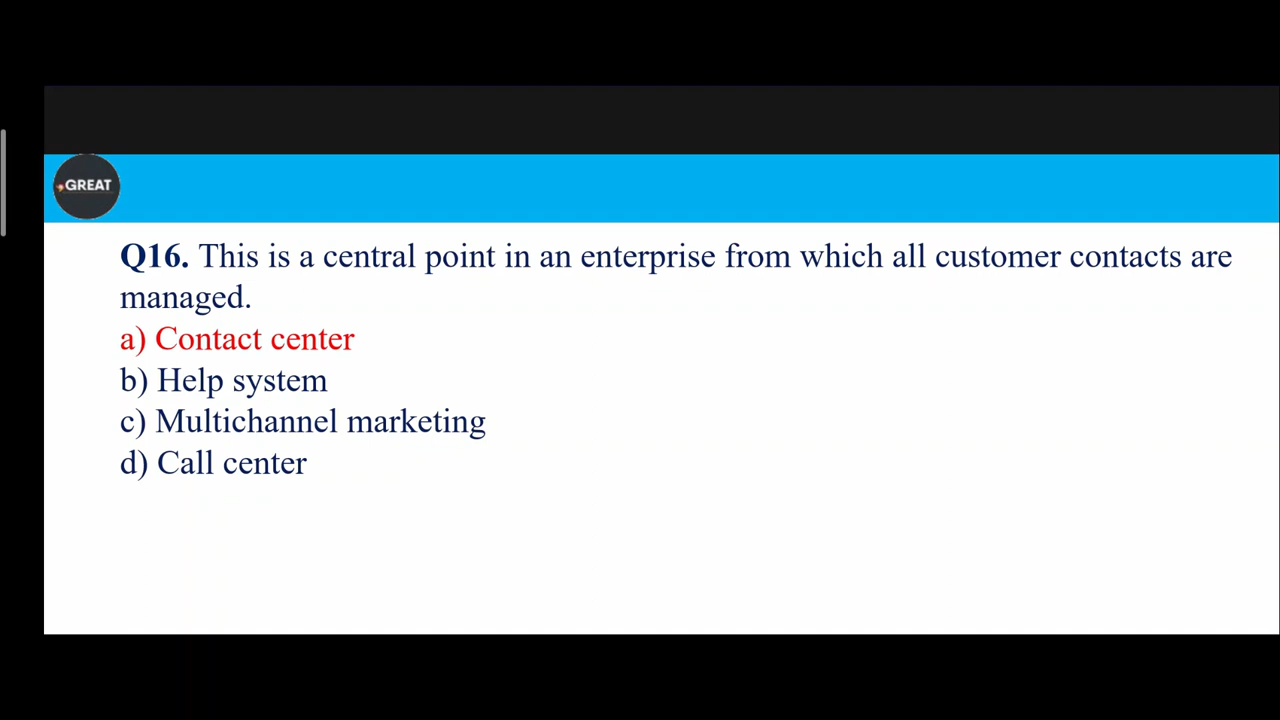 GREAT
Q16. This is a central point in an enterprise from which all customer contacts are
managed.
a) Contact center
b) Help system
c) Multichannel marketing
d) Call center